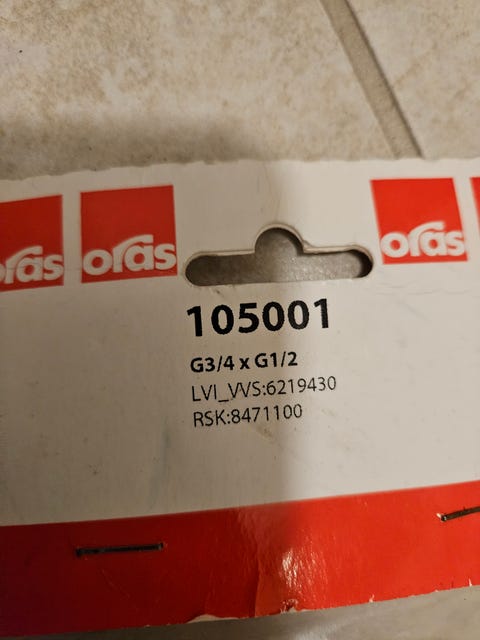 oras
oras
oras
105001
G3/4 x G1/2
LVI_VVS:6219430
RSK:8471100